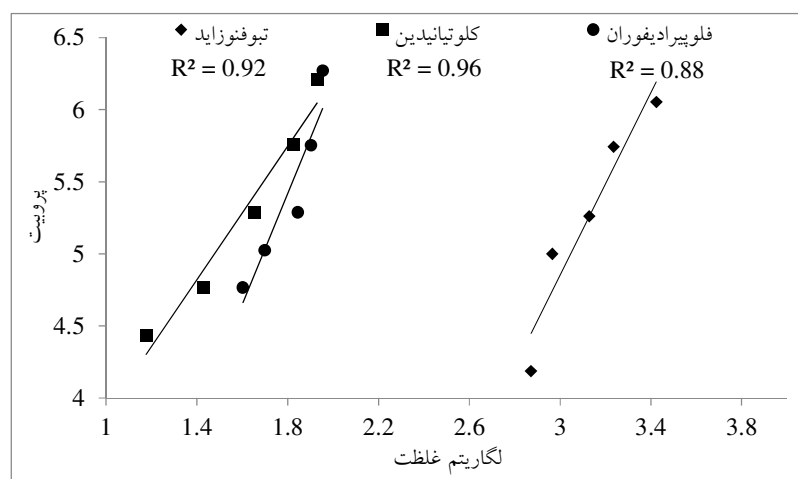 تبوفنوزاید کلوتیانیدین فلوپیرادیفوران
R² = 0.92 R² = 0.96 R² = 0.88
6.5
6
5.5
5
4.5
4
پروبیت
1 1.4 1.8 2.2 2.6 3 3.4 3.8
لگاریتم غلظت